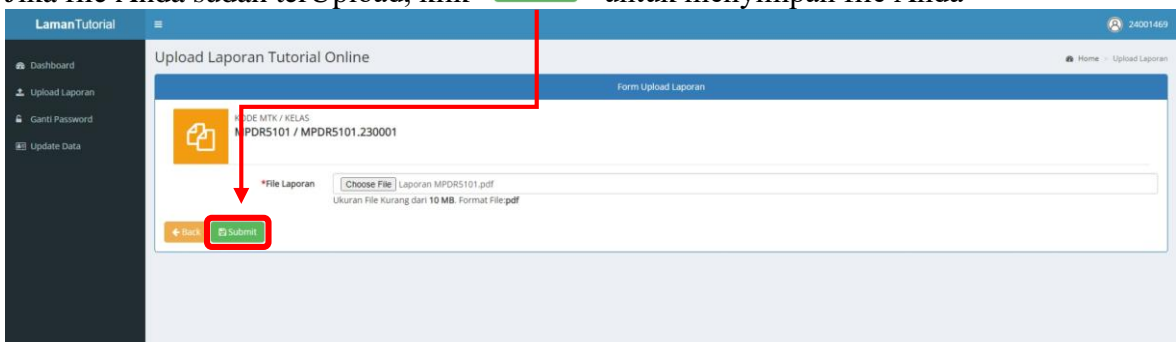 Jika file Anda sudah terUpload, klik untuk menyimpan file Anda
LamanTutorial
24001469
Dashboard
Upload Laporan
Ganti Password
Update Data
Upload Laporan Tutorial Online
Home > Upload Laporan
Form Upload Laporan
KODE MTK / KELAS
MPDR5101 / MPDR5101.230001
*File Laporan Choose File Laporan MPDR5101.pdf
Ukuran File Kurang dari 10 MB. Format File:pdf
Back Submit